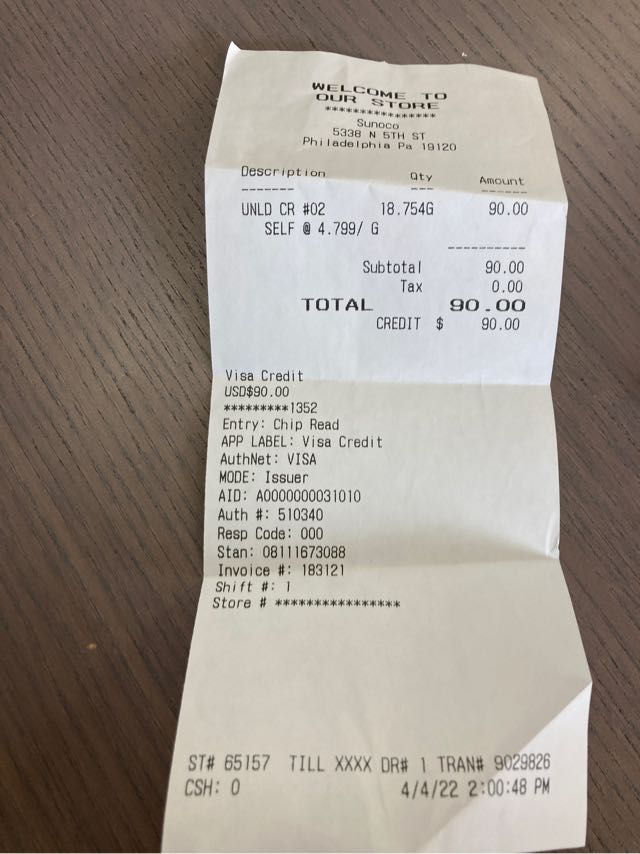 WELCOME TO
OUR STORE
****************
Sunoco
5338 N 5TH ST
Philadelphia Pa 19120
Description Qty Amount
------- --- ------
UNLD CR #02 18.754G 90.00
SELF @ 4.799/ G
----------
Subtotal 90.00
Tax 0.00
TOTAL 90.00
CREDIT $ 90.00
Visa Credit
USD$90.00
*********1352
Entry: Chip Read
APP LABEL: Visa Credit
AuthNet: VISA
MODE: Issuer
AID: A0000000031010
Auth #: 510340
Resp Code: 000
Stan: 08111673088
Invoice #: 183121
Shift #: 1
Store # ****************
ST# 65157 TILL XXXX DR# 1 TRAN# 9029826
CSH: 0 4/4/22 2:00:48 PM